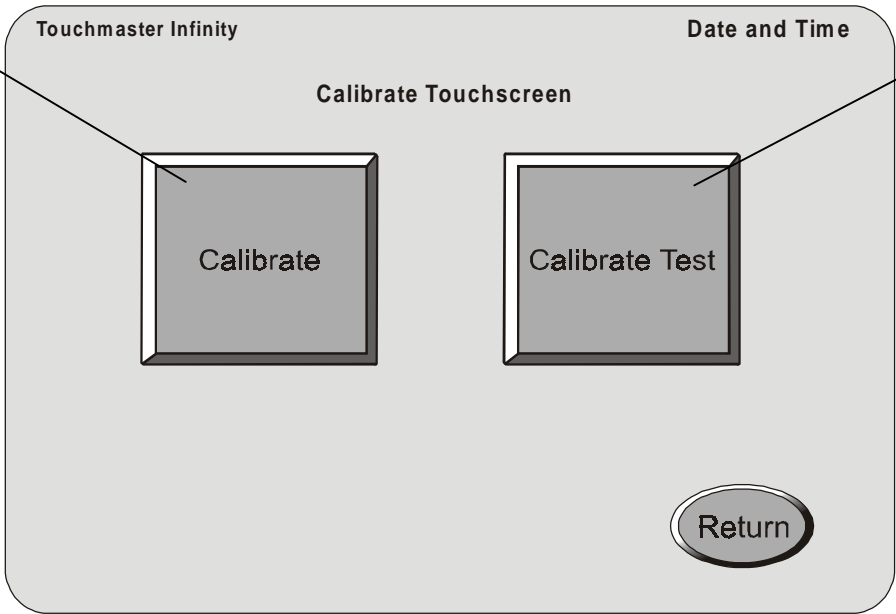 Touchmaster Infinity
Date and Time
Calibrate Touchscreen
Calibrate
Calibrate Test
Return